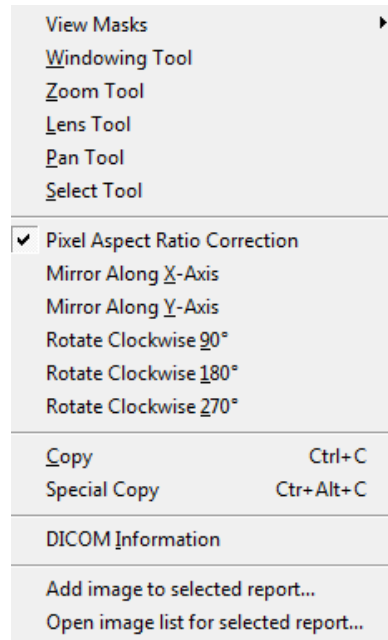 View Masks
Windowing Tool
Zoom Tool
Lens Tool
Pan Tool
Select Tool
Pixel Aspect Ratio Correction
Mirror Along X-Axis
Mirror Along Y-Axis
Rotate Clockwise 90°
Rotate Clockwise 180°
Rotate Clockwise 270°
Copy Ctrl+C
Special Copy Ctr+Alt+C
DICOM Information
Add image to selected report...
Open image list for selected report...